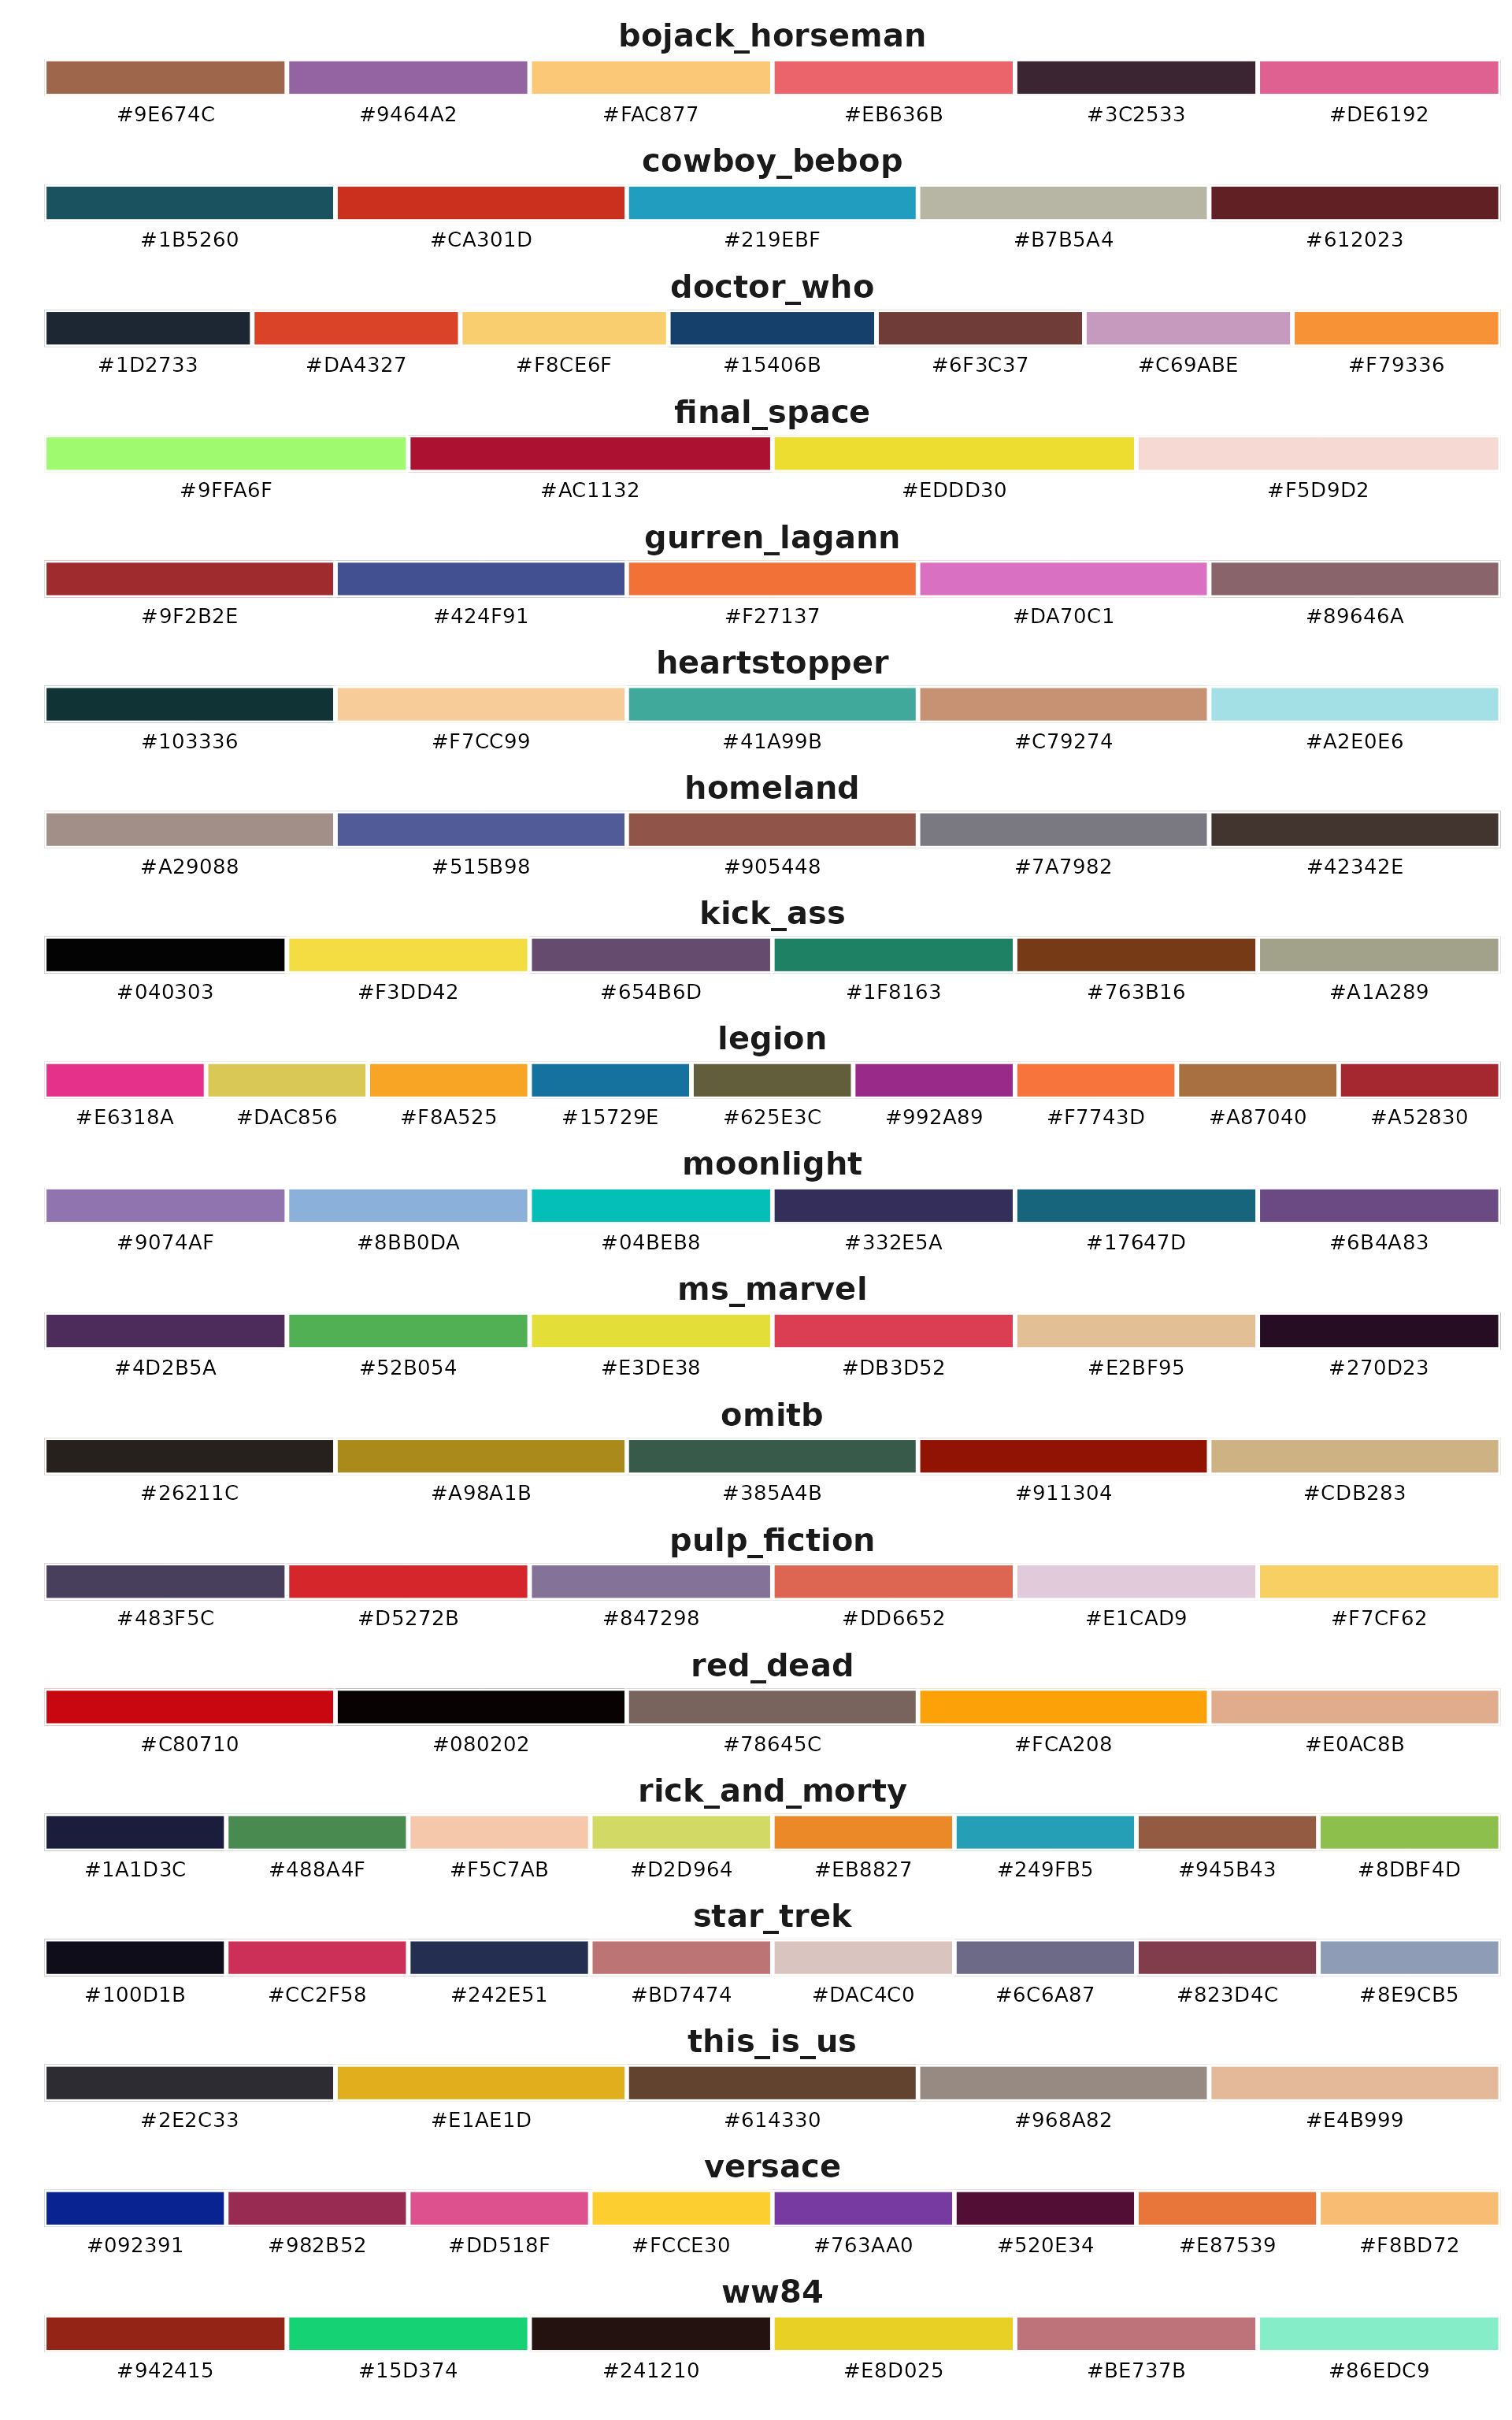 bojack_horseman
#9E674C #9464A2 #FAC877 #EB636B #3C2533 #DE6192
cowboy_bebop
#1B5260 #CA301D #219EBF #B7B5A4 #612023
doctor_who
#1D2733 #DA4327 #F8CE6F #15406B #6F3C37 #C69ABE #F79336
final_space
#9FFA6F #AC1132 #EDDD30 #F5D9D2
gurren_lagann
#9F2B2E #424F91 #F27137 #DA70C1 #89646A
heartstopper
#103336 #F7CC99 #41A99B #C79274 #A2E0E6
homeland
#A29088 #515B98 #905448 #7A7982 #42342E
kick_ass
#040303 #F3DD42 #654B6D #1F8163 #763B16 #A1A289
legion
#E6318A #DAC856 #F8A525 #15729E #625E3C #992A89 #F7743D #A87040 #A52830
moonlight
#9074AF #8BB0DA #04BEB8 #332E5A #17647D #6B4A83
ms_marvel
#4D2B5A #52B054 #E3DE38 #DB3D52 #E2BF95 #270D23
omitb
#26211C #A98A1B #385A4B #911304 #CDB283
pulp_fiction
#483F5C #D5272B #847298 #DD6652 #E1CAD9 #F7CF62
red_dead
#C80710 #080202 #78645C #FCA208 #E0AC8B
rick_and_morty
#1A1D3C #488A4F #F5C7AB #D2D964 #EB8827 #249FB5 #945B43 #8DBF4D
star_trek
#100D1B #CC2F58 #242E51 #BD7474 #DAC4C0 #6C6A87 #823D4C #8E9CB5
this_is_us
#2E2C33 #E1AE1D #614330 #968A82 #E4B999
versace
#092391 #982B52 #DD518F #FCCE30 #763AA0 #520E34 #E87539 #F8BD72
ww84
#942415 #15D374 #241210 #E8D025 #BE737B #86EDC9